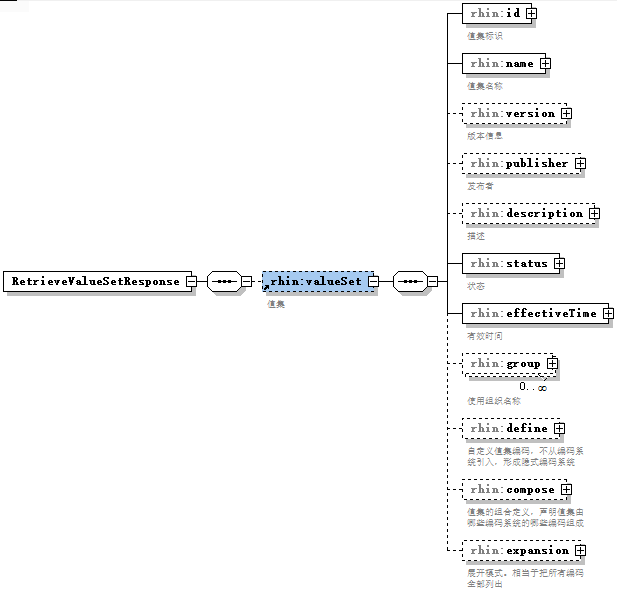 rhin:id
值集标识
rhin:name
值集名称
rhin:version
版本信息
rhin:publisher
发布者
rhin:description
描述
rhin:status
状态
RetrieveValueSetResponse
rhin:valueSet
值集
rhin:effectiveTime
有效时间
rhin:group
0..∞
使用组织名称
rhin:define
自定义值集编码，不从编码系
统引入，形成隐式编码系统
rhin:compose
值集的组合定义，声明值集由
哪些编码系统的哪些编码组成
rhin:expansion
展开模式。相当于把所有编码
全部列出